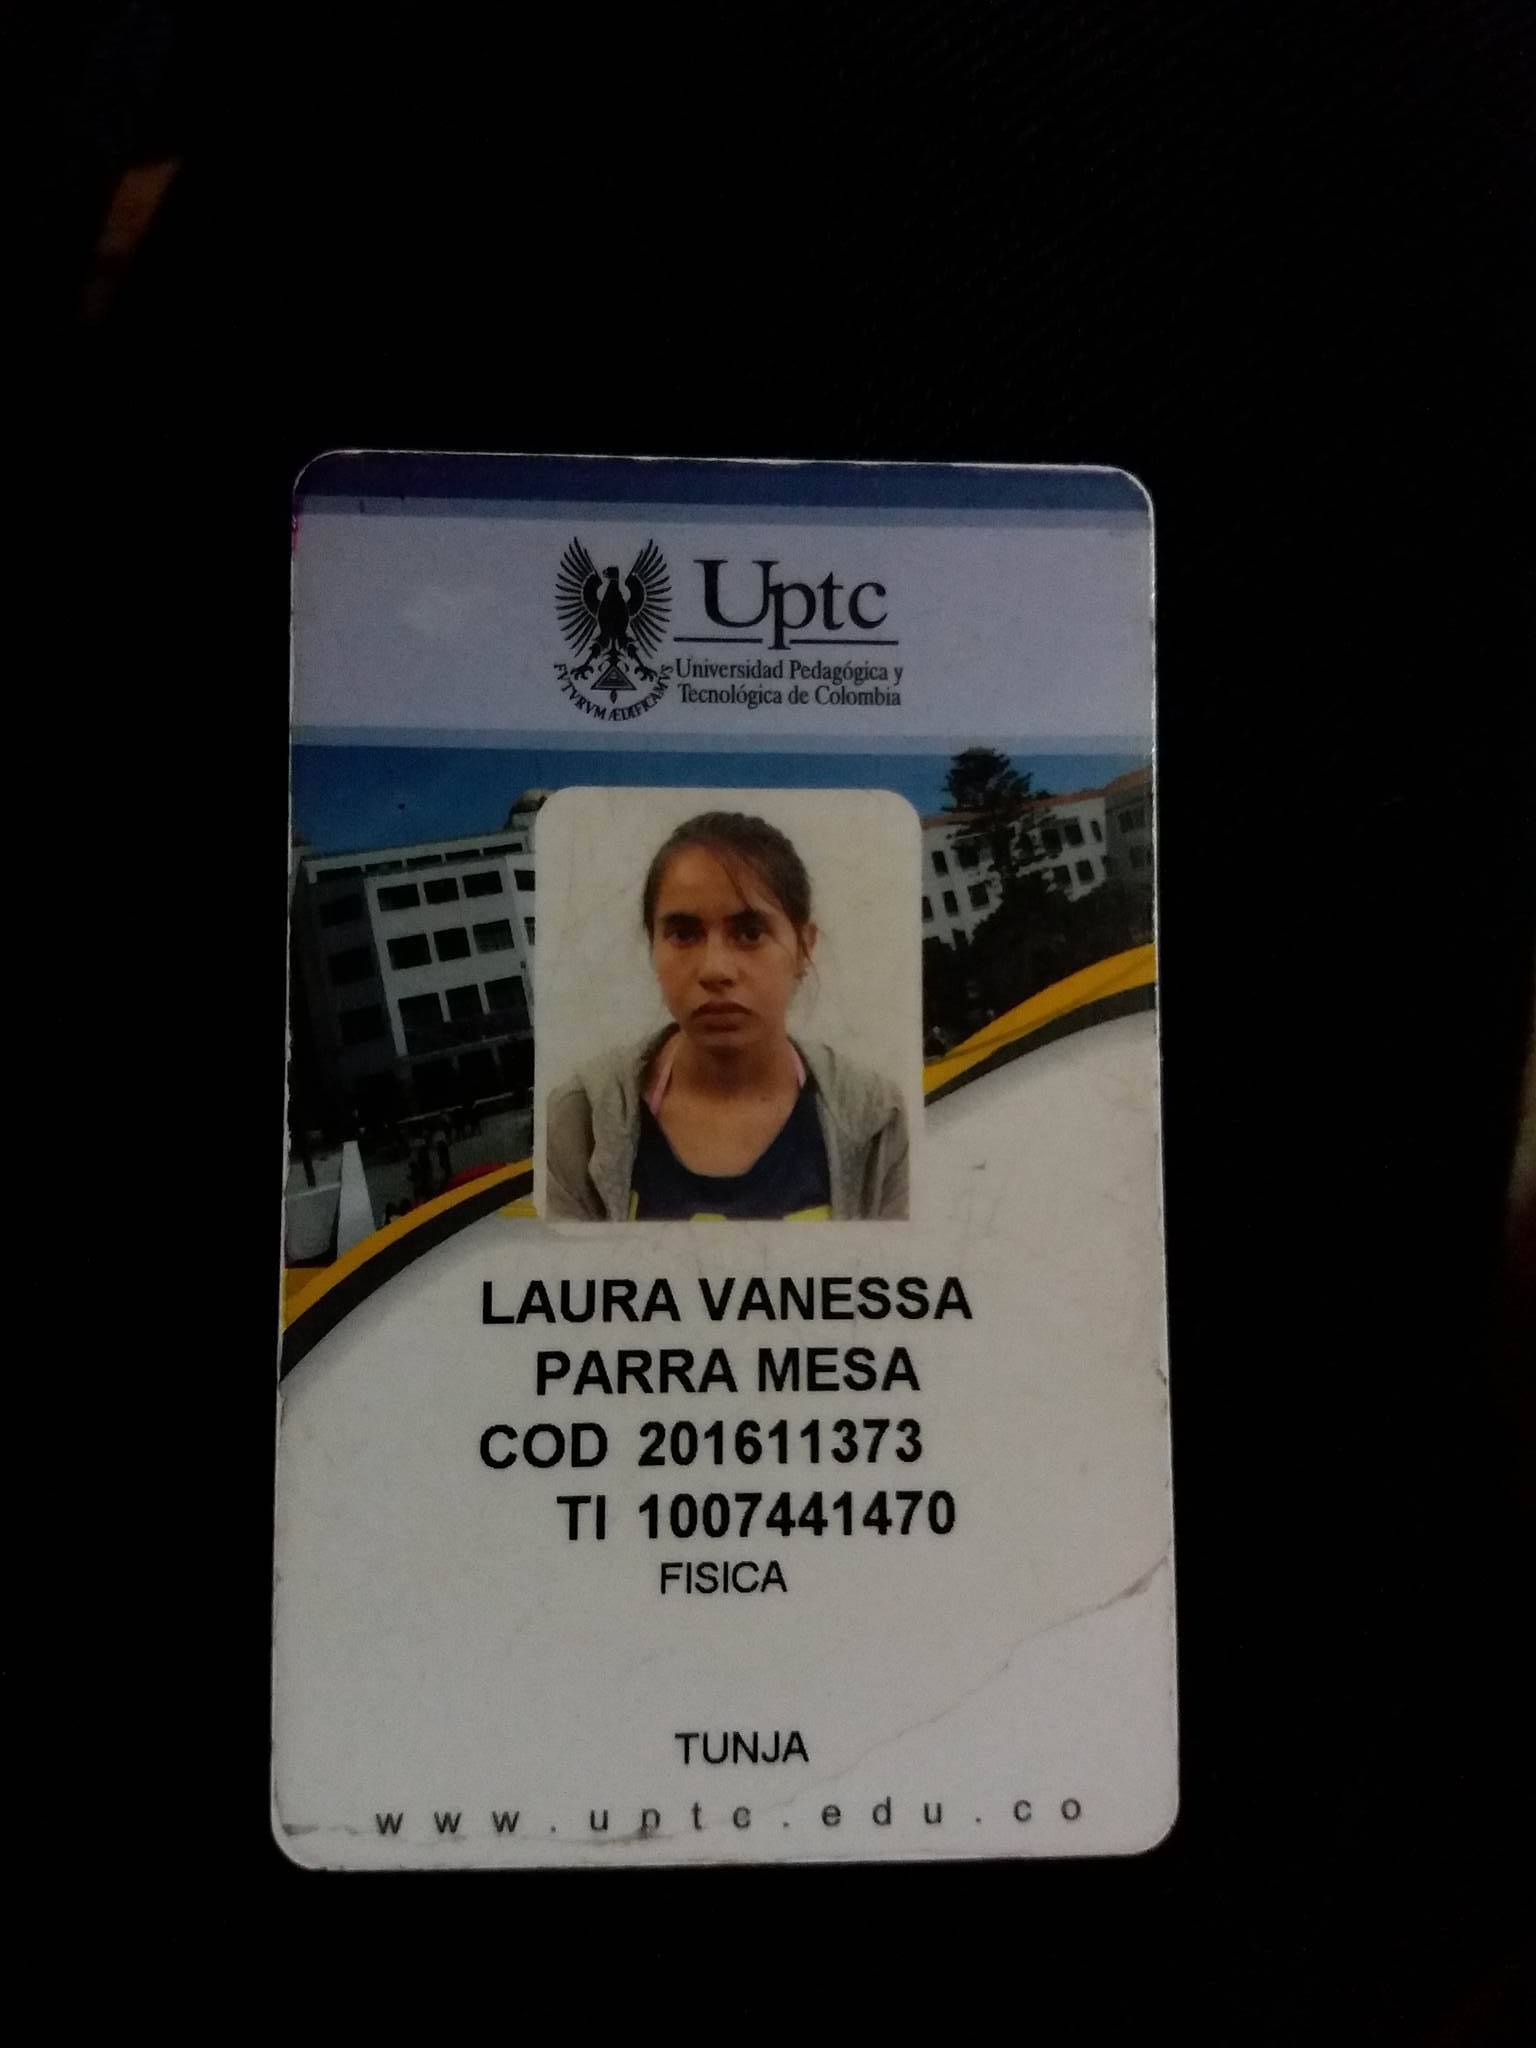 Uptc
Universidad Pedagógica y
Tecnológica de Colombia
FVTVRVM ÆDIFICAMVS
LAURA VANESSA
PARRA MESA
COD 201611373
TI 1007441470
FISICA
TUNJA
www.uptc.edu.co